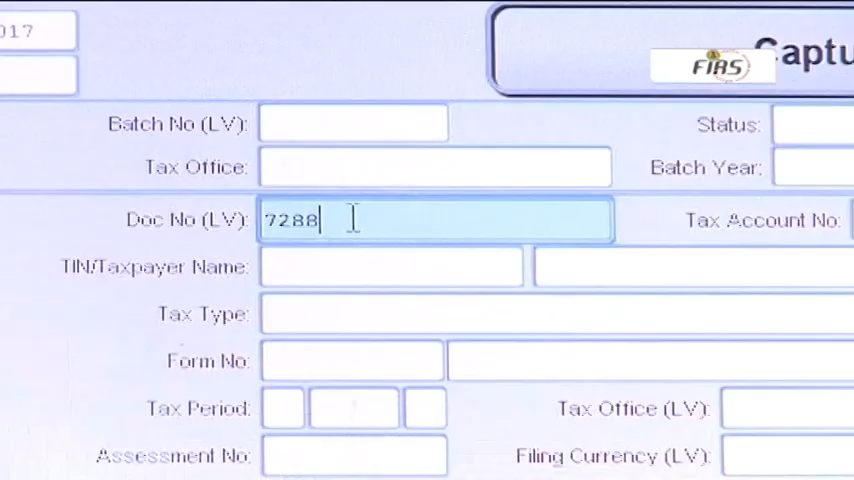 017
FIRS Captu
Batch No (LV): Status:
Tax Office: Batch Year:
Doc No (LV): 7288 Tax Account No:
TIN/Taxpayer Name:
Tax Type:
Form No:
Tax Period: / Tax Office (LV):
Assessment No: Filing Currency (LV):